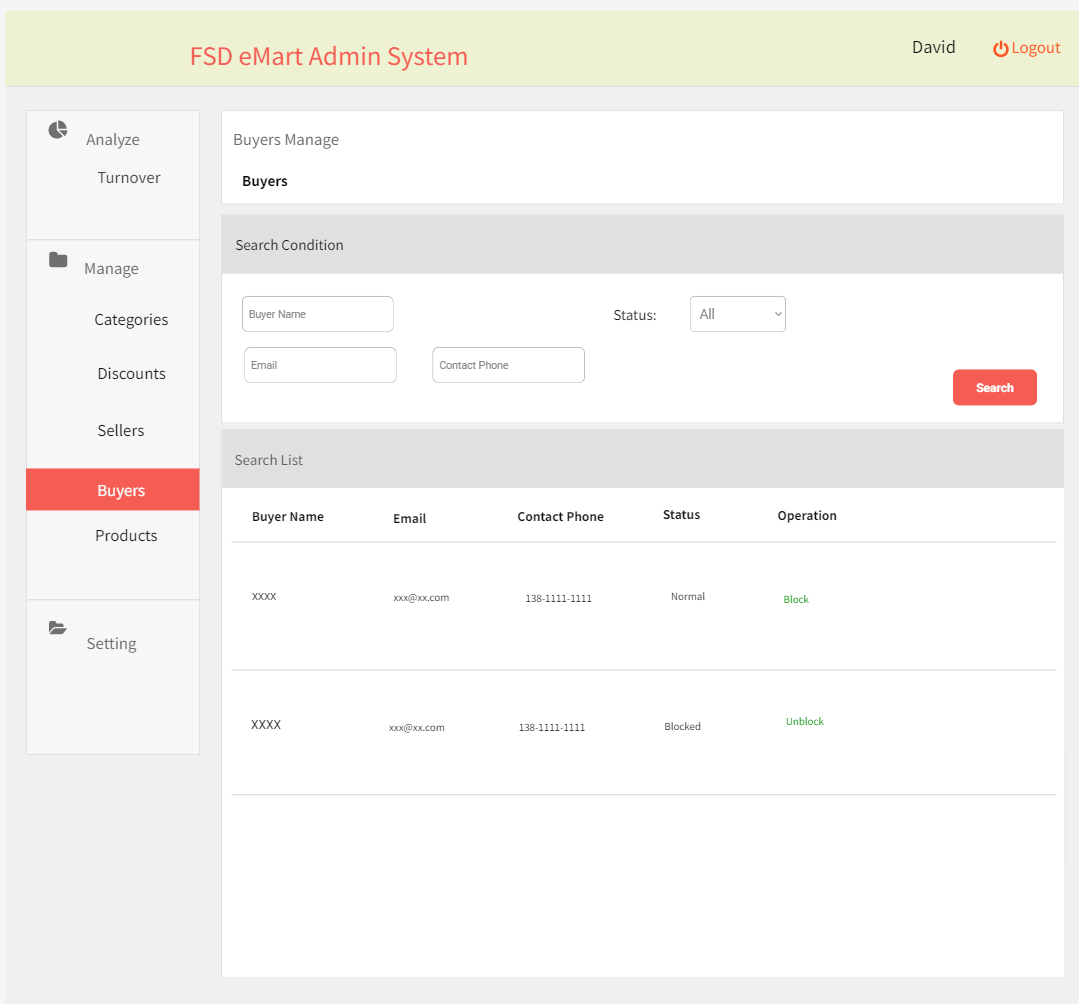 FSD eMart Admin System
David
Logout
Analyze
Turnover
Manage
Categories
Discounts
Sellers
Buyers
Products
Setting
Buyers Manage
Buyers
Search Condition
Buyer Name
Status:
All
Email
Contact Phone
Search
Search List
Buyer Name Email Contact Phone Status Operation
XXXX xxx@xx.com 138-1111-1111 Normal Block
XXXX xxx@xx.com 138-1111-1111 Blocked Unblock